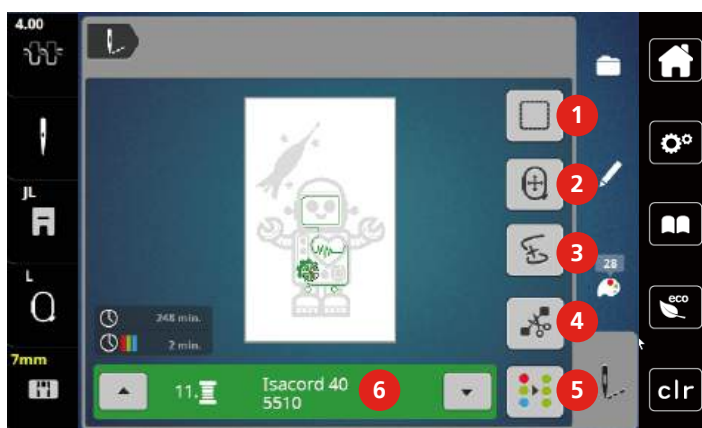 4.00
JL
L
7mm
1
2
3
4
5
28
248 min.
2 min.
11.
Isacord 40
5510
6
eco
clr